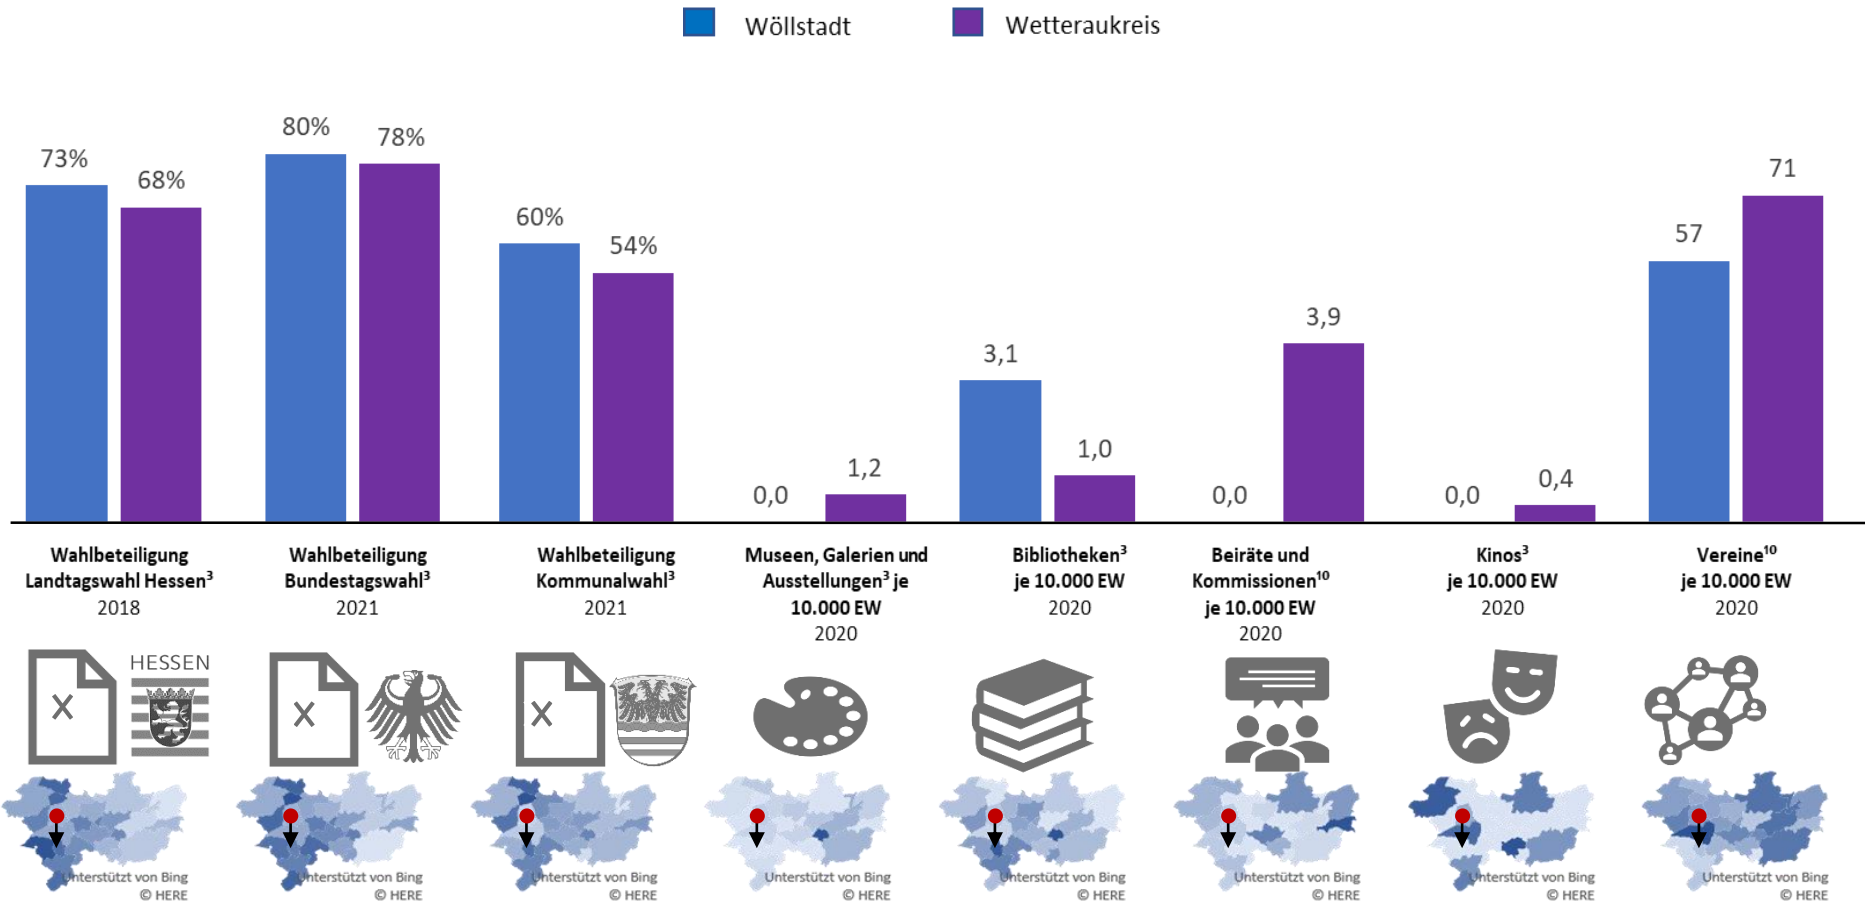 Wöllstadt
Wetteraukreis
73%
68%
80%
78%
60%
54%
0,0
1,2
3,1
1,0
0,0
3,9
0,0
0,4
57
71
Wahlbeteiligung
Landtagswahl Hessen³
2018
Wahlbeteiligung
Bundestagswahl³
2021
Wahlbeteiligung
Kommunalwahl³
2021
Museen, Galerien und
Ausstellungen³ je
10.000 EW
2020
Bibliotheken³
je 10.000 EW
2020
Beiräte und
Kommissionen¹⁰
je 10.000 EW
2020
Kinos³
je 10.000 EW
2020
Vereine¹⁰
je 10.000 EW
2020
X
HESSEN
X
X
Unterstützt von Bing
© HERE
Unterstützt von Bing
© HERE
Unterstützt von Bing
© HERE
Unterstützt von Bing
© HERE
Unterstützt von Bing
© HERE
Unterstützt von Bing
© HERE
Unterstützt von Bing
© HERE
Unterstützt von Bing
© HERE